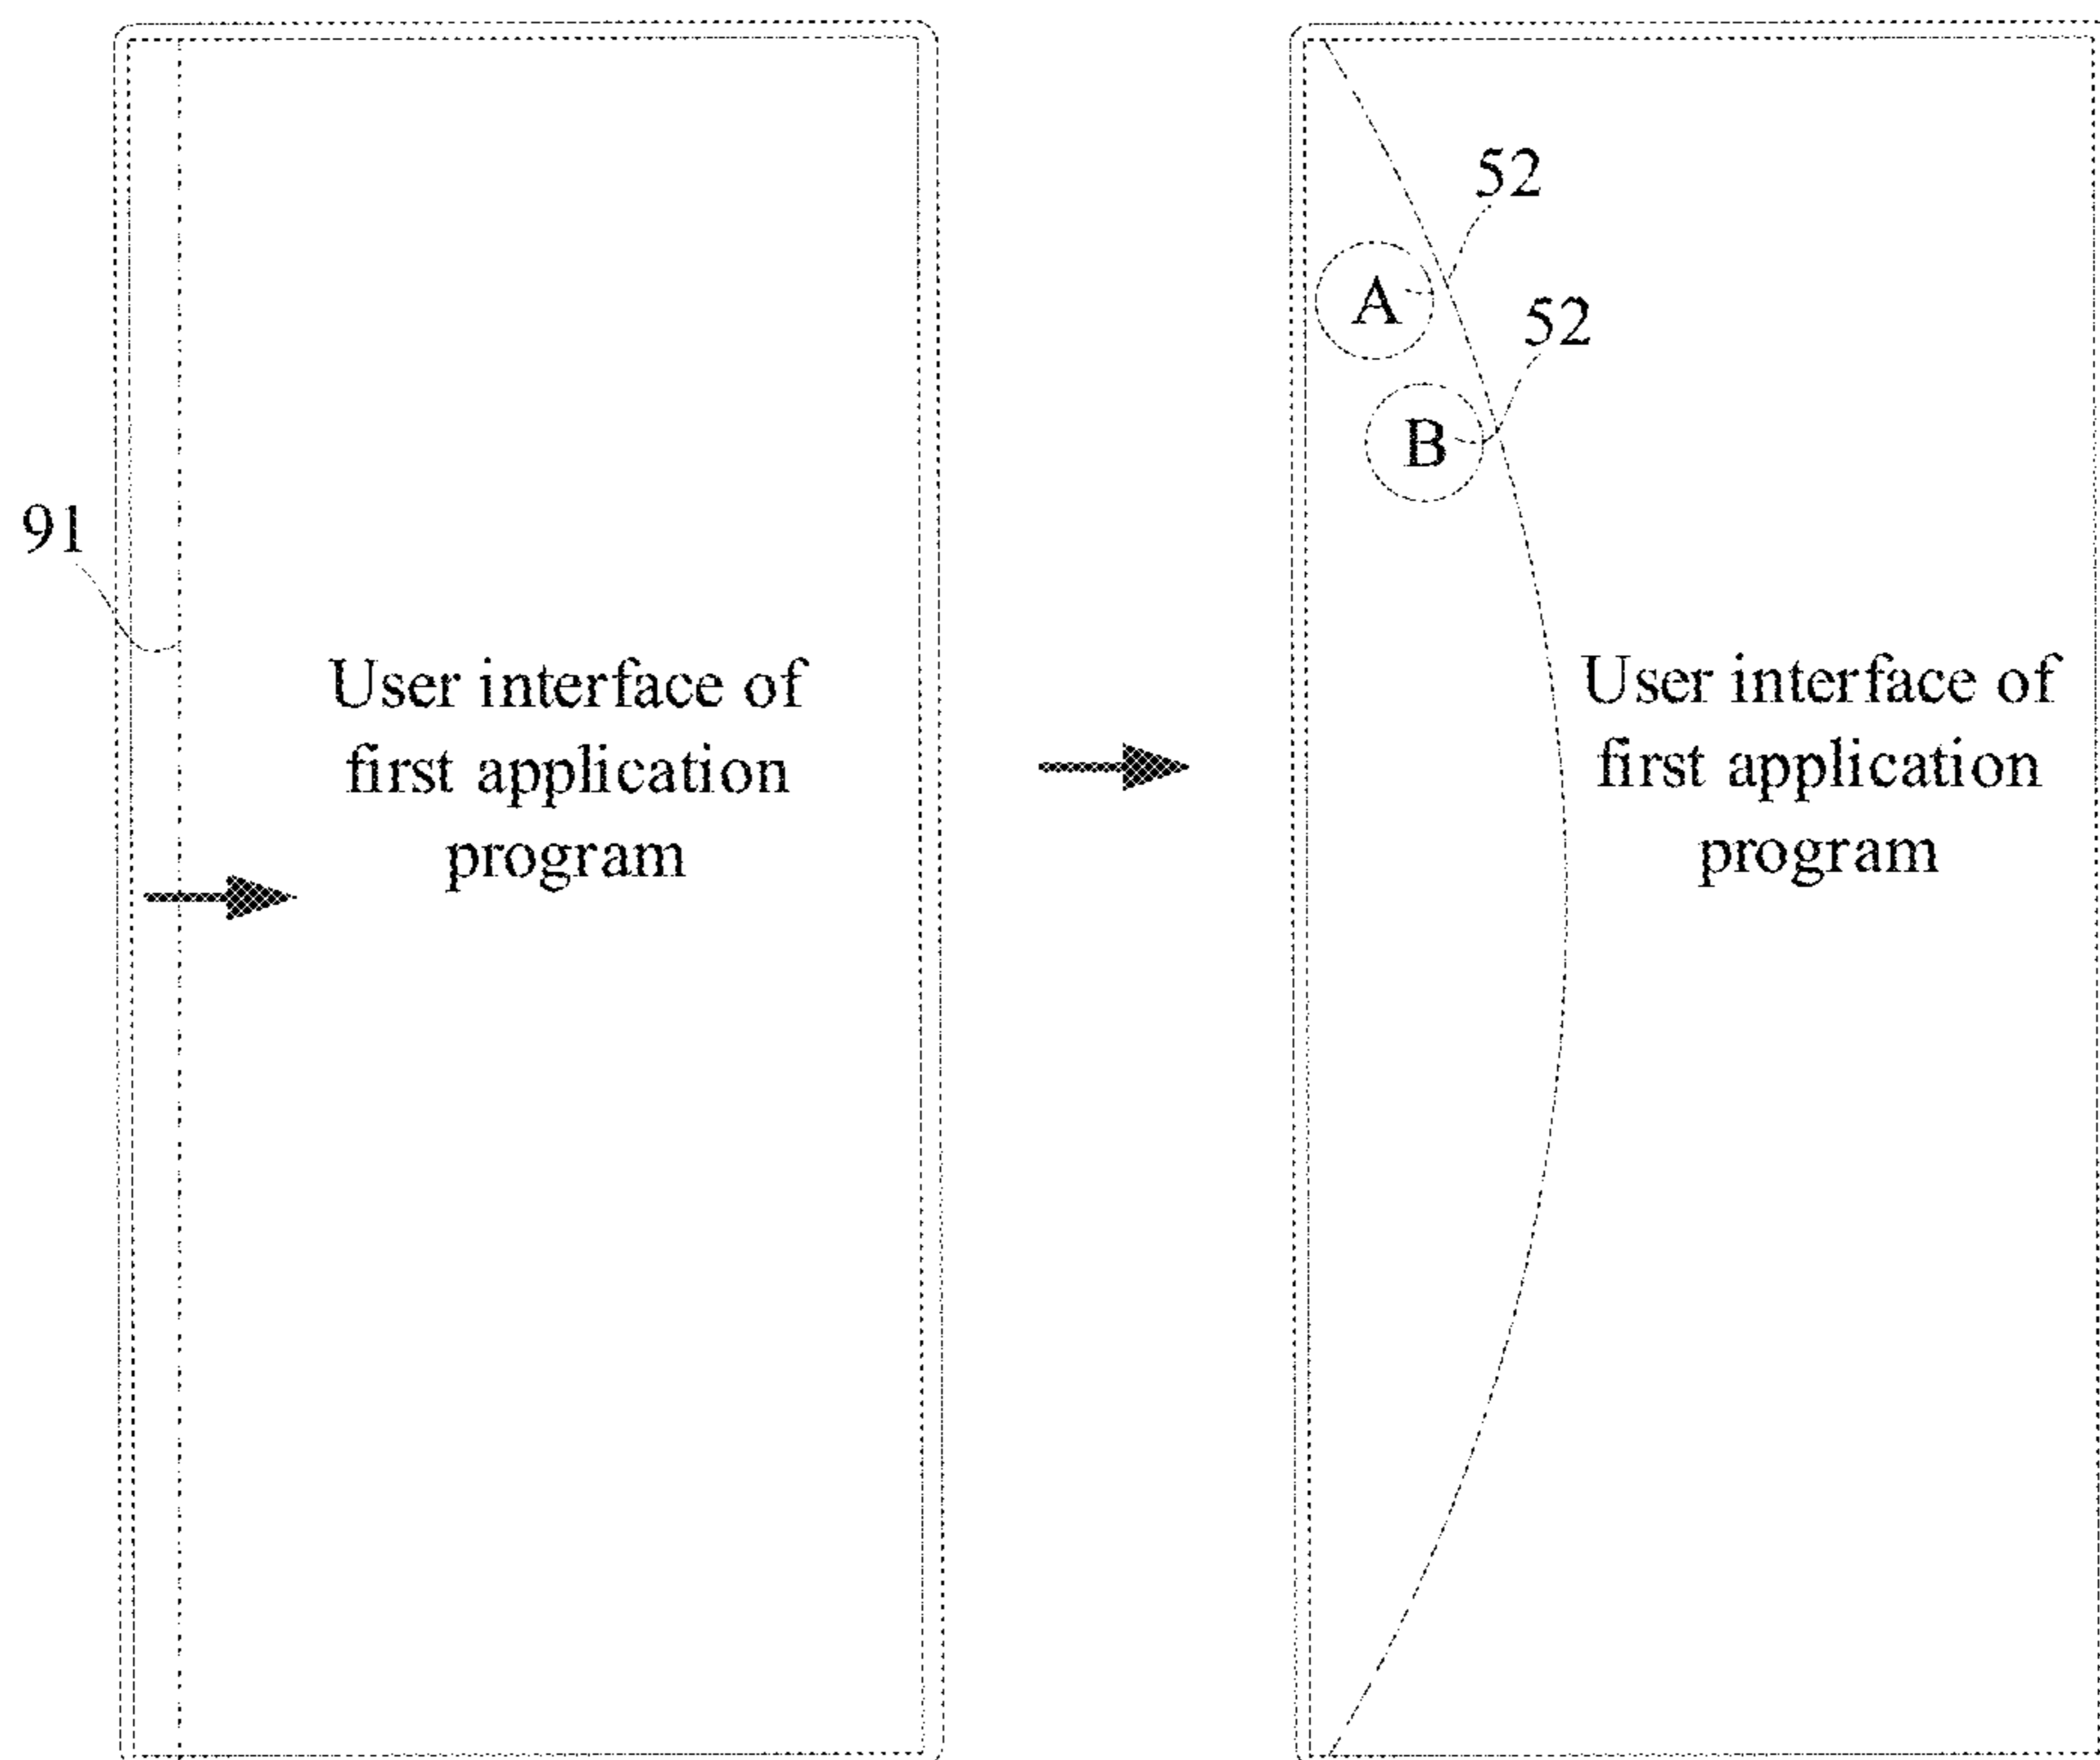 91
User interface of
first application
program
52
52
A
B
User interface of
first application
program